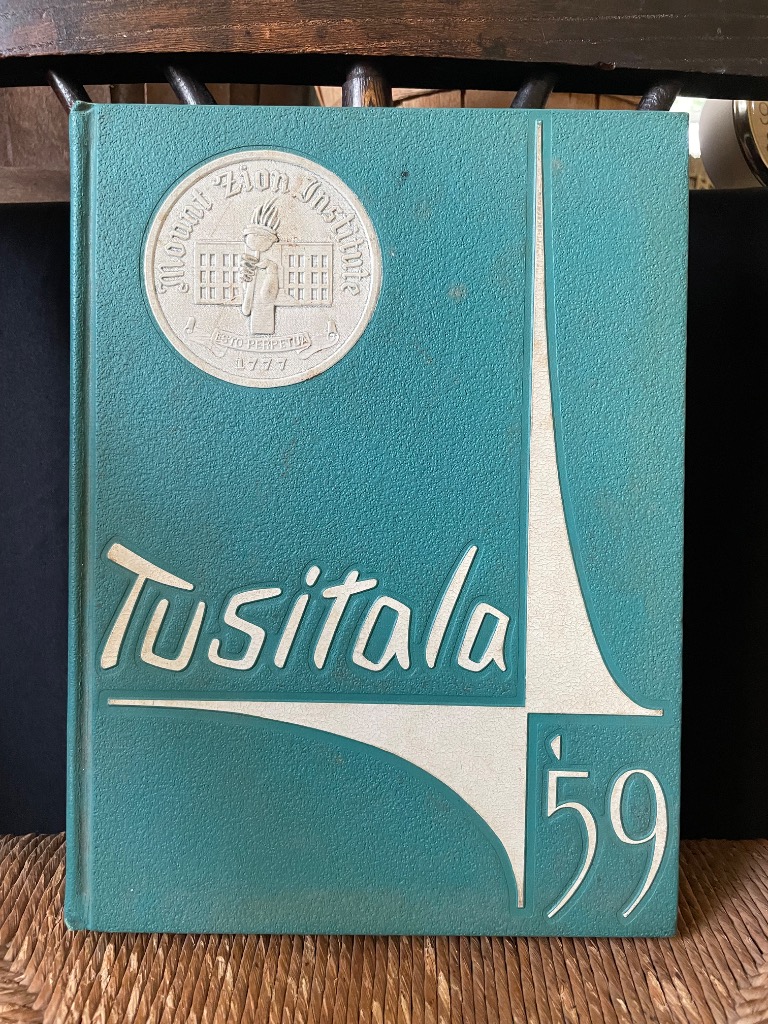 Mount Zion Institute
ESTO-PERPETUA
1777
Tusitala
'59